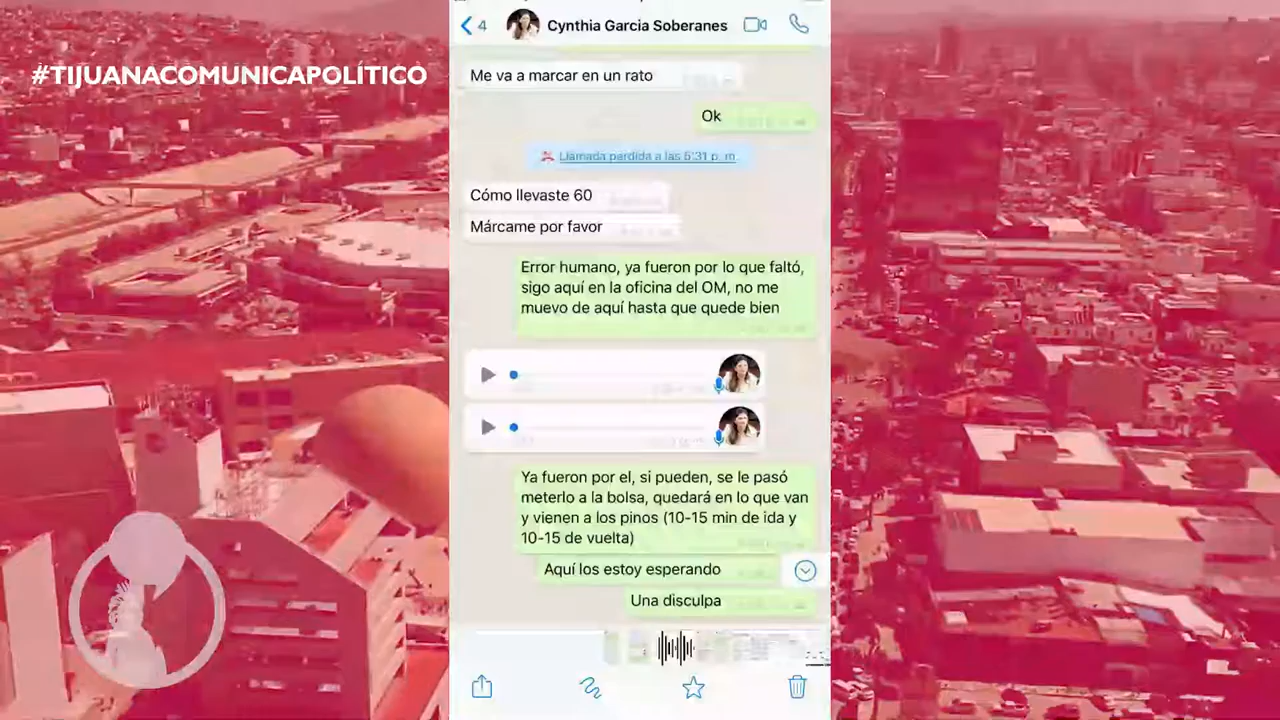 #TIJUANACOMUNICAPOLÍTICO
4 Cynthia Garcia Soberanes
Me va a marcar en un rato
Ok
Llamada perdida a las 5:31 p. m.
Cómo llevaste 60
Márcame por favor
Error humano, ya fueron por lo que faltó,
sigo aquí en la oficina del OM, no me
muevo de aquí hasta que quede bien
Ya fueron por el, si pueden, se le pasó
meterlo a la bolsa, quedará en lo que van
y vienen a los pinos (10-15 min de ida y
10-15 de vuelta)
Aquí los estoy esperando
Una disculpa